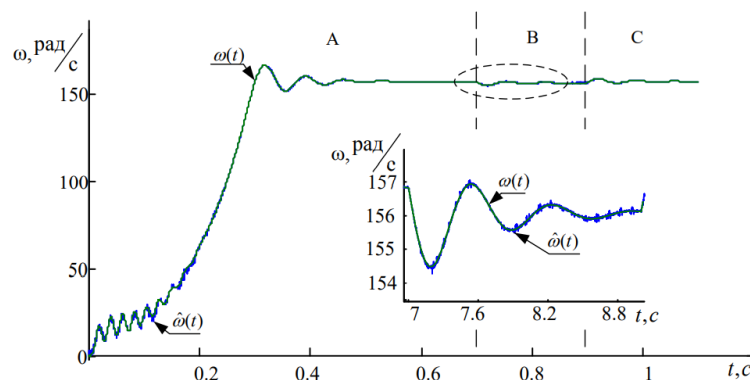 A
B
C
ω, рад/с
ω(t)
150
100
50
0
ω̂(t)
0.2
0.4
0.6
0.8
1
t,c
ω, рад/с
157
156
155
154
ω(t)
ω̂(t)
7
7.6
8.2
8.8
t,c